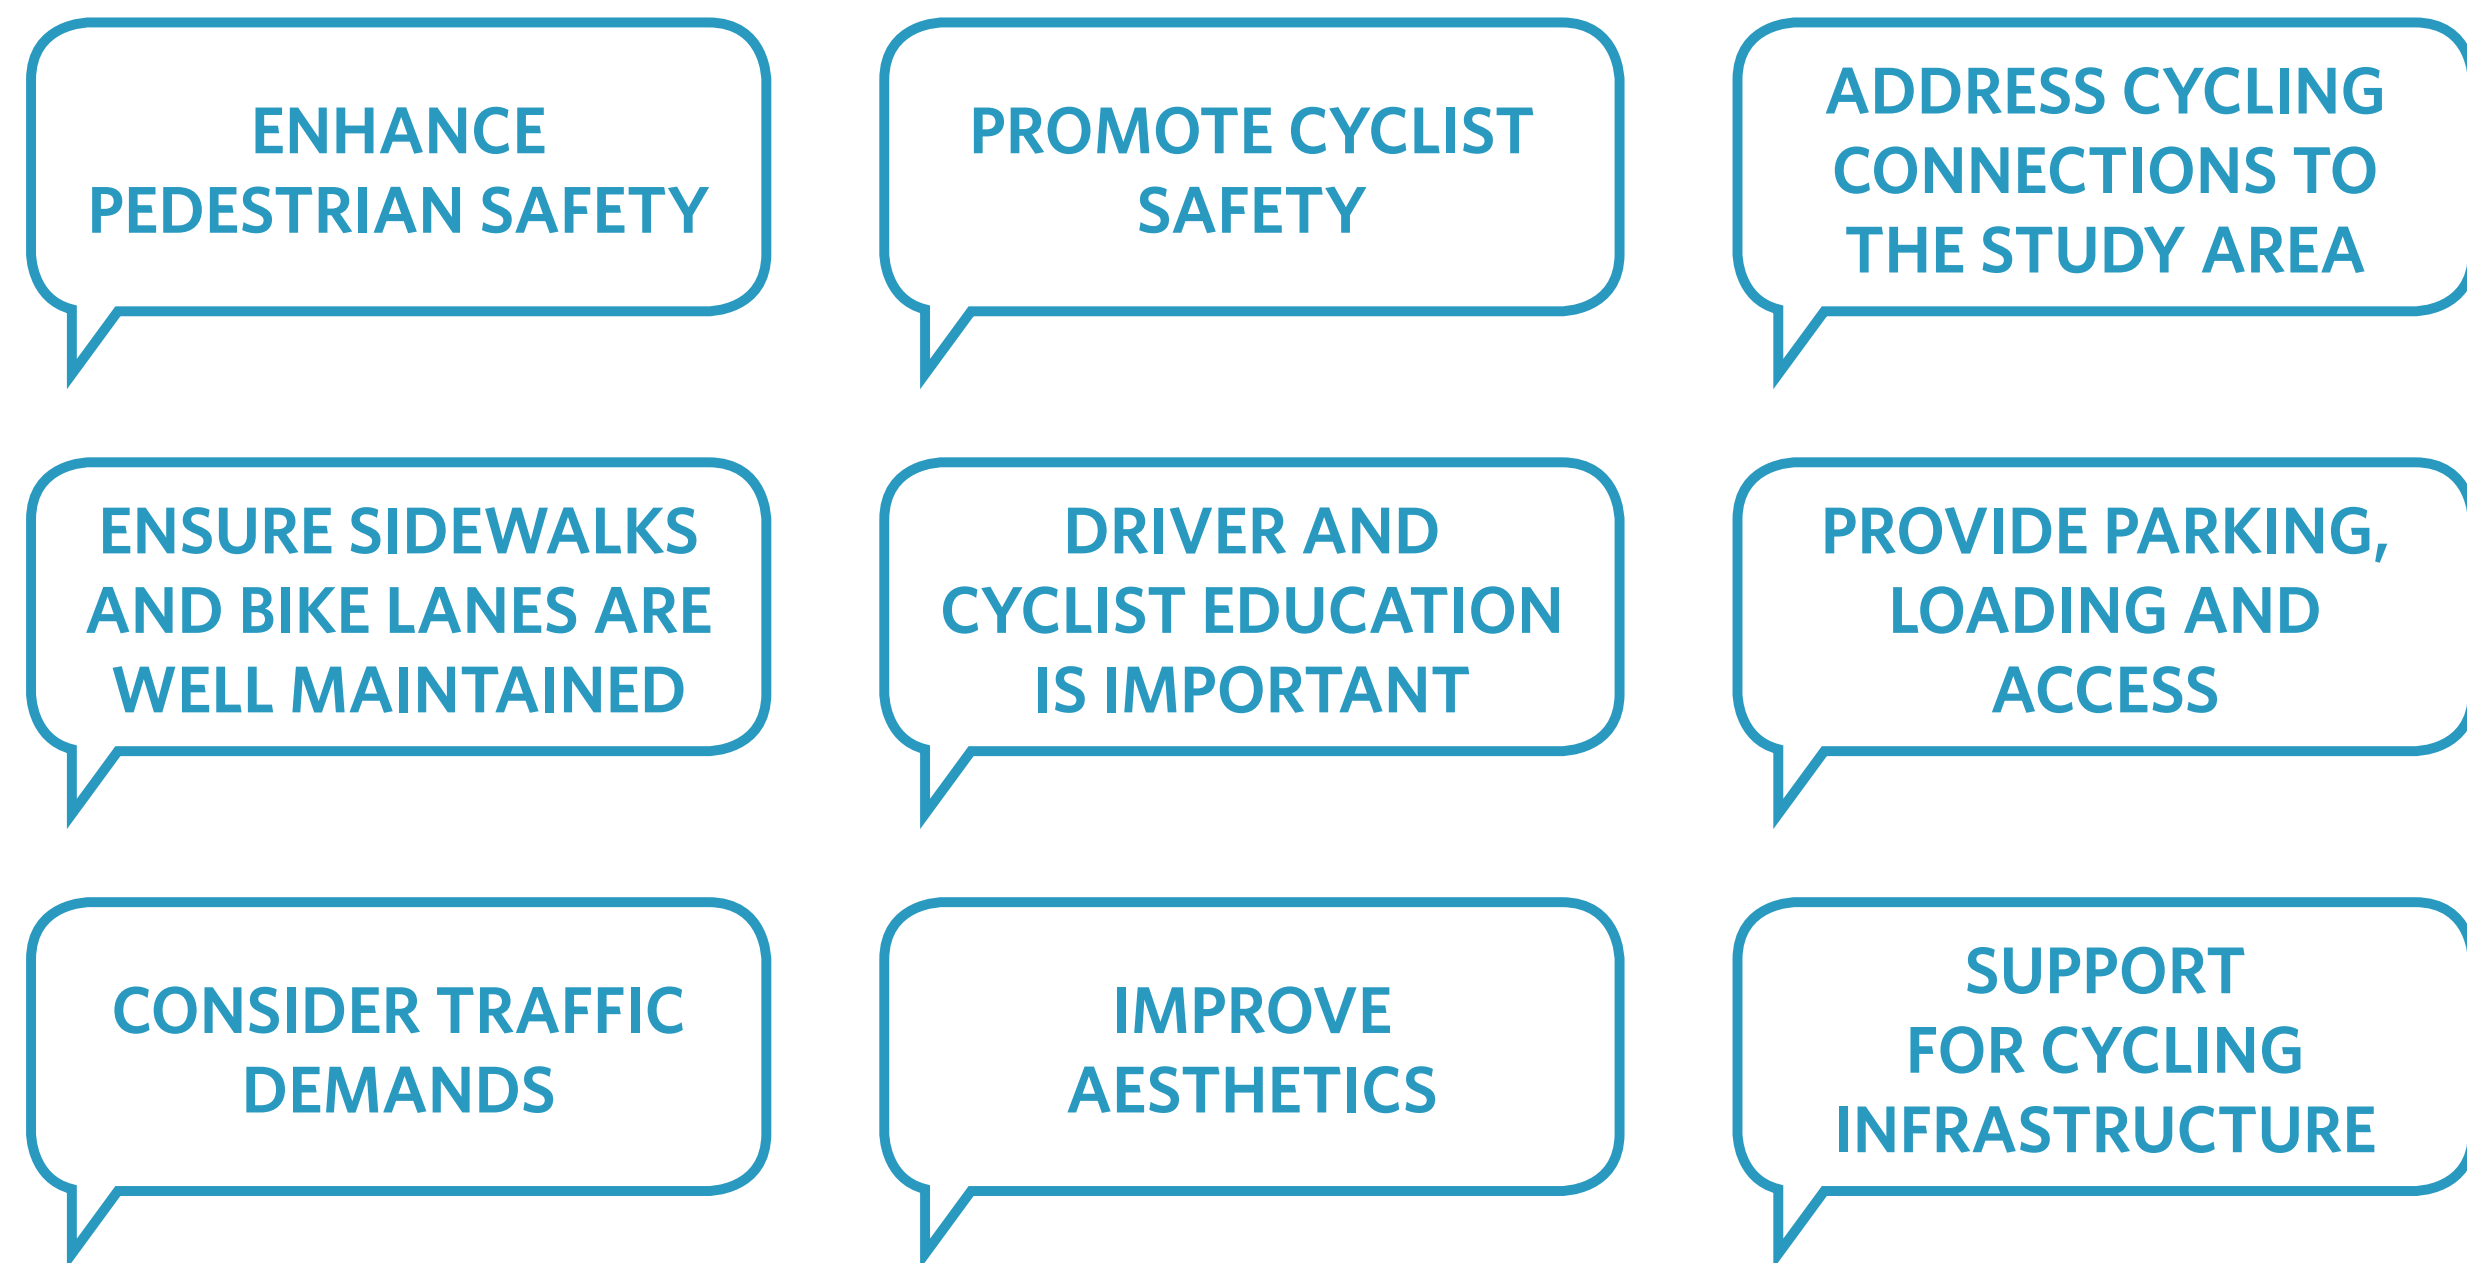 ENHANCE
PEDESTRIAN SAFETY
PROMOTE CYCLIST
SAFETY
ADDRESS CYCLING
CONNECTIONS TO
THE STUDY AREA
ENSURE SIDEWALKS
AND BIKE LANES ARE
WELL MAINTAINED
DRIVER AND
CYCLIST EDUCATION
IS IMPORTANT
PROVIDE PARKING,
LOADING AND
ACCESS
CONSIDER TRAFFIC
DEMANDS
IMPROVE
AESTHETICS
SUPPORT
FOR CYCLING
INFRASTRUCTURE